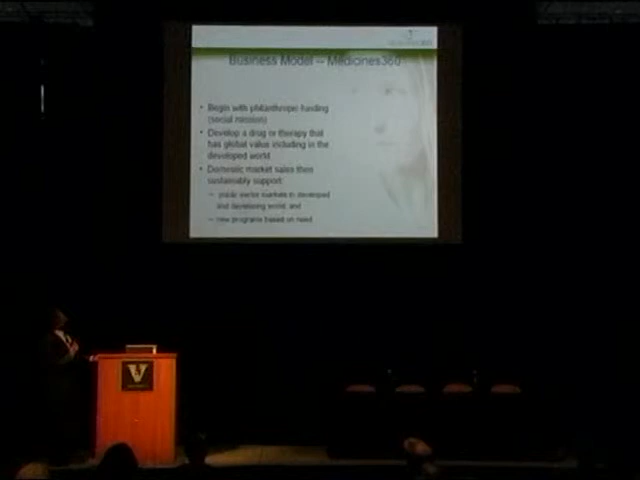 Business Model – Medicines360
• Begin with philanthropic funding
(social mission)
• Develop a drug or therapy that
has global value including in the
developed world
• Domestic market sales then
sustainably support:
– public sector markets in developed
and developing world; and
– new programs based on need
V